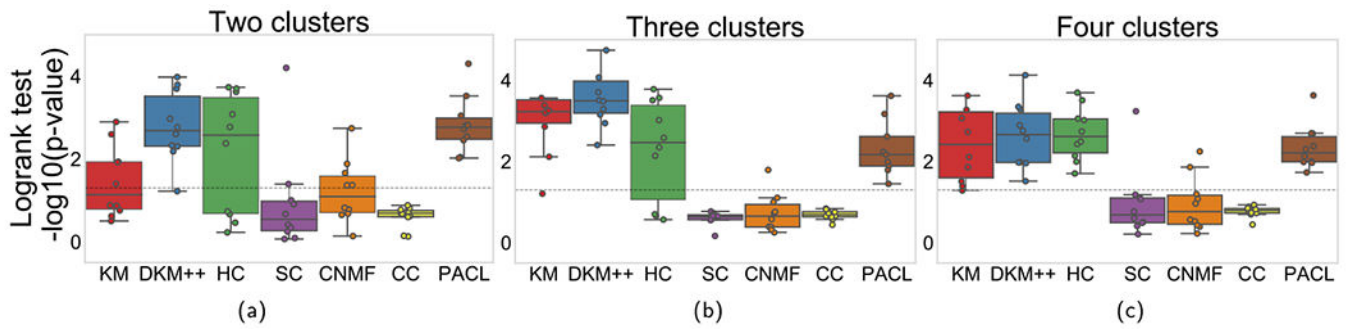 Two clusters
Three clusters
Four clusters
Logrank test
-log10(p-value)
4
2
0
4
2
0
4
2
0
KM DKM++ HC SC CNMF CC PACL
KM DKM++ HC SC CNMF CC PACL
KM DKM++ HC SC CNMF CC PACL
(a)
(b)
(c)